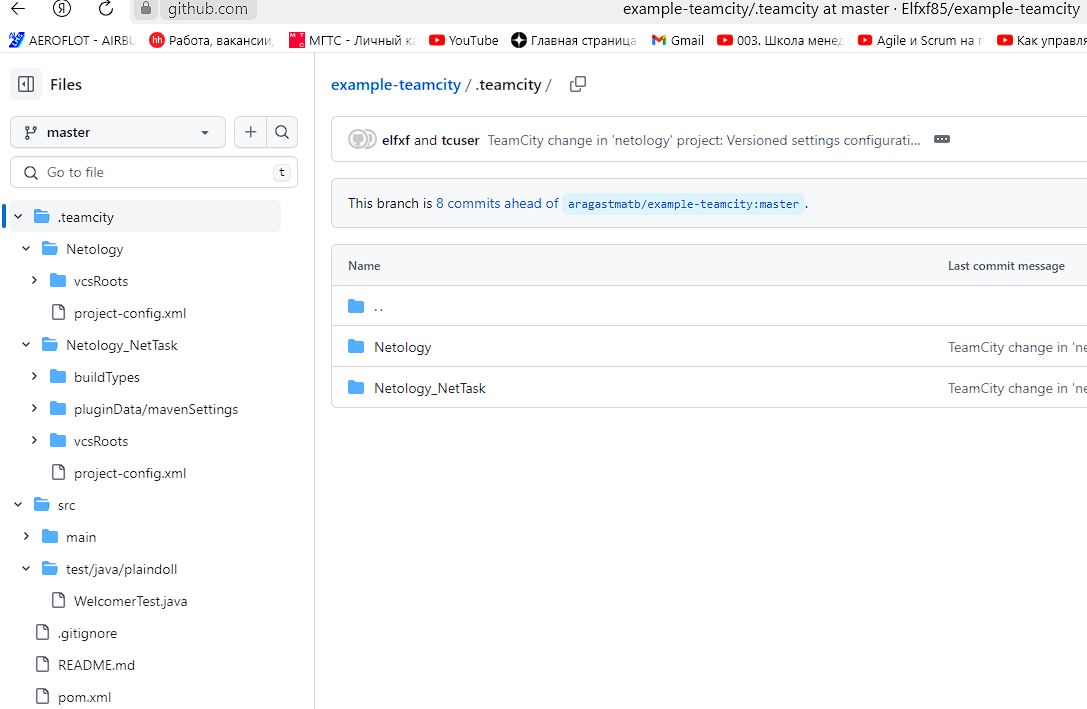 github.com
example-teamcity/.teamcity at master · Elfxf85/example-teamcity
AEROFLOT - AIRBU
Работа, вакансии,
МГТС - Личный ка
YouTube
Главная страница
Gmail
003. Школа менед
Agile и Scrum на п
Как управля
Files
master
Go to file
t
.teamcity
Netology
vcsRoots
project-config.xml
Netology_NetTask
buildTypes
pluginData/mavenSettings
vcsRoots
project-config.xml
src
main
test/java/plaindoll
WelcomerTest.java
.gitignore
README.md
pom.xml
example-teamcity / .teamcity /
elfxf and tcuser TeamCity change in 'netology' project: Versioned settings configurati...
This branch is 8 commits ahead of aragastmatb/example-teamcity:master .
Name Last commit message
..
Netology TeamCity change in 'ne
Netology_NetTask TeamCity change in 'ne